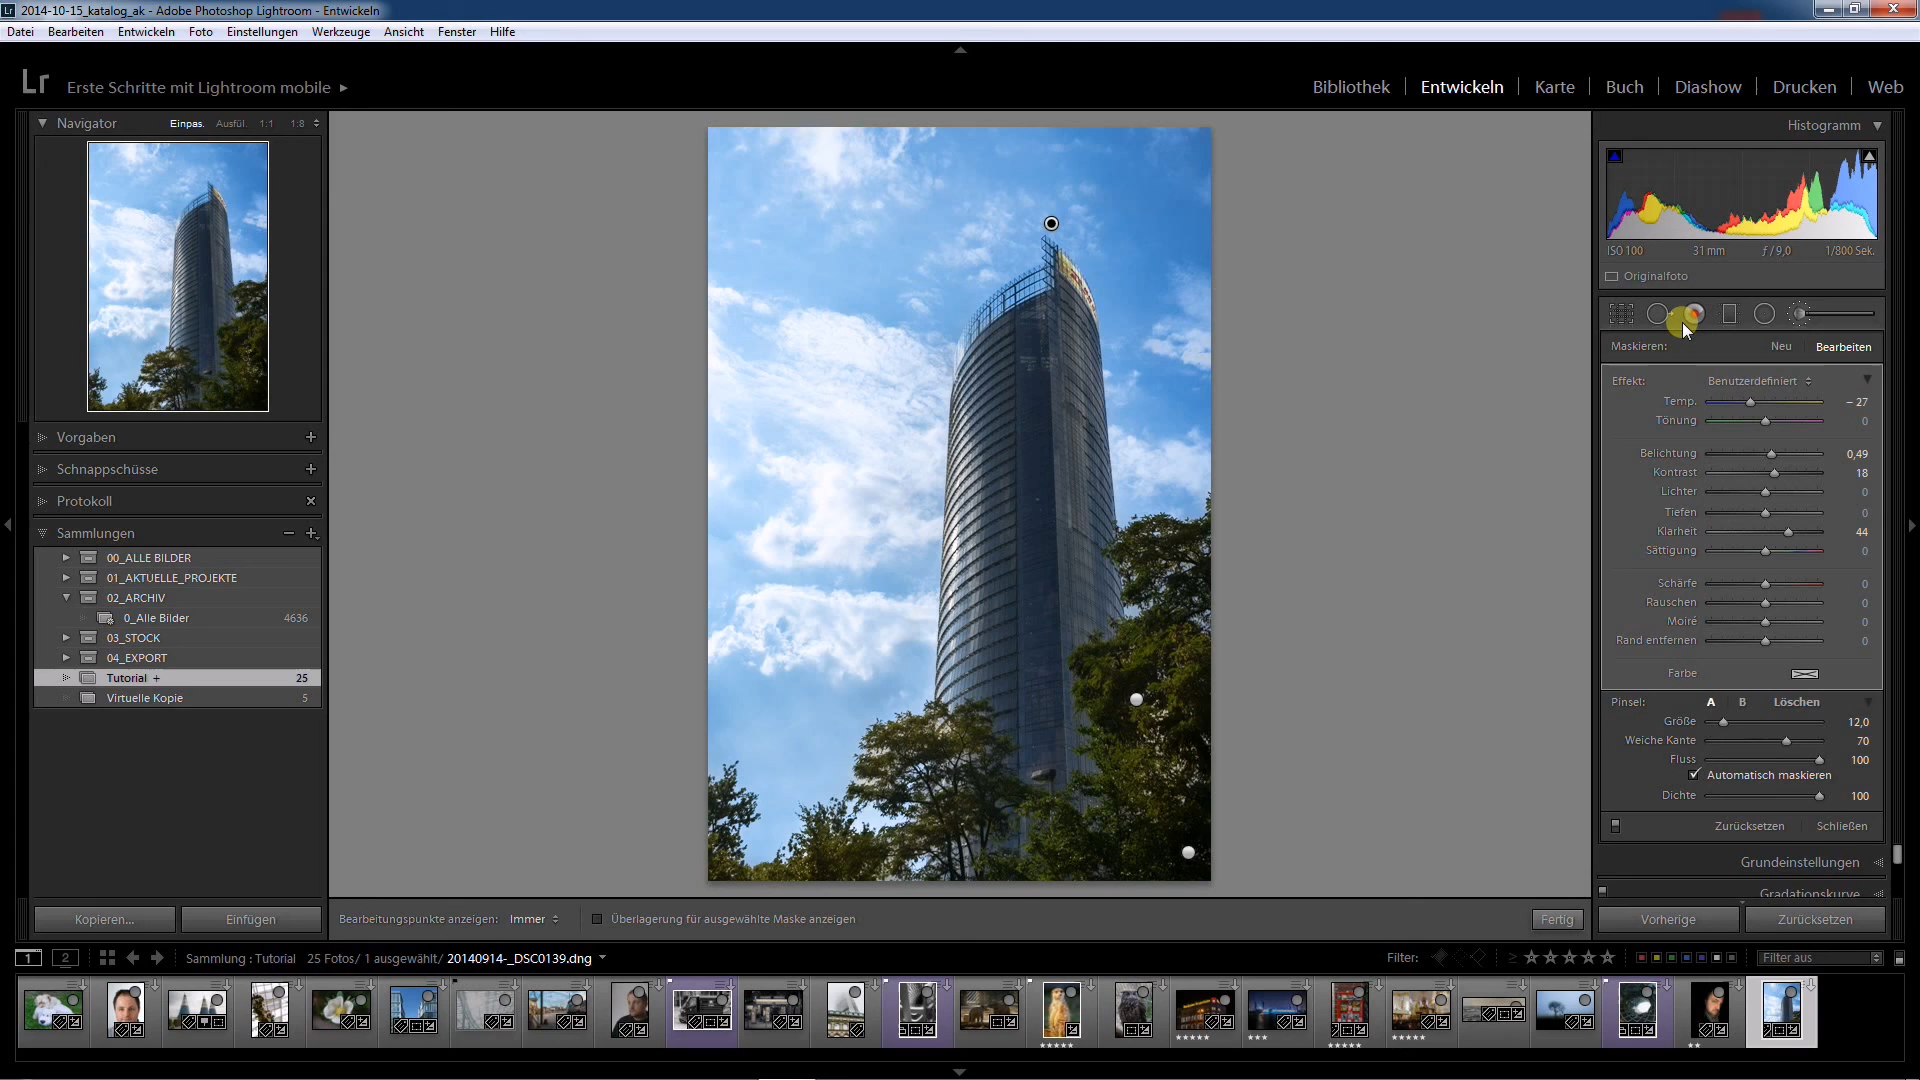 2014-10-15_katalog_ak - Adobe Photoshop Lightroom - Entwickeln
Datei Bearbeiten Entwickeln Foto Einstellungen Werkzeuge Ansicht Fenster Hilfe
Lr Erste Schritte mit Lightroom mobile
Bibliothek Entwickeln Karte Buch Diashow Drucken Web
Navigator Einpas. Ausfül. 1:1 1:8
Vorgaben
Schnappschüsse
Protokoll
Sammlungen
00_ALLE BILDER
01_AKTUELLE_PROJEKTE
02_ARCHIV
0_Alle Bilder 4636
03_STOCK
04_EXPORT
Tutorial + 25
Virtuelle Kopie 5
Kopieren... Einfügen
Histogramm
ISO 100 31 mm ƒ / 9,0 1/800 Sek.
Originalfoto
Maskieren: Neu Bearbeiten
Effekt: Benutzerdefiniert
Temp. – 27
Tönung 0
Belichtung 0,49
Kontrast 18
Lichter 0
Tiefen 0
Klarheit 44
Sättigung 0
Schärfe 0
Rauschen 0
Moiré 0
Rand entfernen 0
Farbe
Pinsel: A B Löschen
Größe 12,0
Weiche Kante 70
Fluss 100
Automatisch maskieren
Dichte 100
Zurücksetzen Schließen
Grundeinstellungen
Gradationskurve
Vorherige Zurücksetzen
Bearbeitungspunkte anzeigen: Immer Überlagerung für ausgewählte Maske anzeigen Fertig
1 2 Sammlung : Tutorial 25 Fotos/ 1 ausgewählt/ 20140914-_DSC0139.dng Filter: ≥ Filter aus